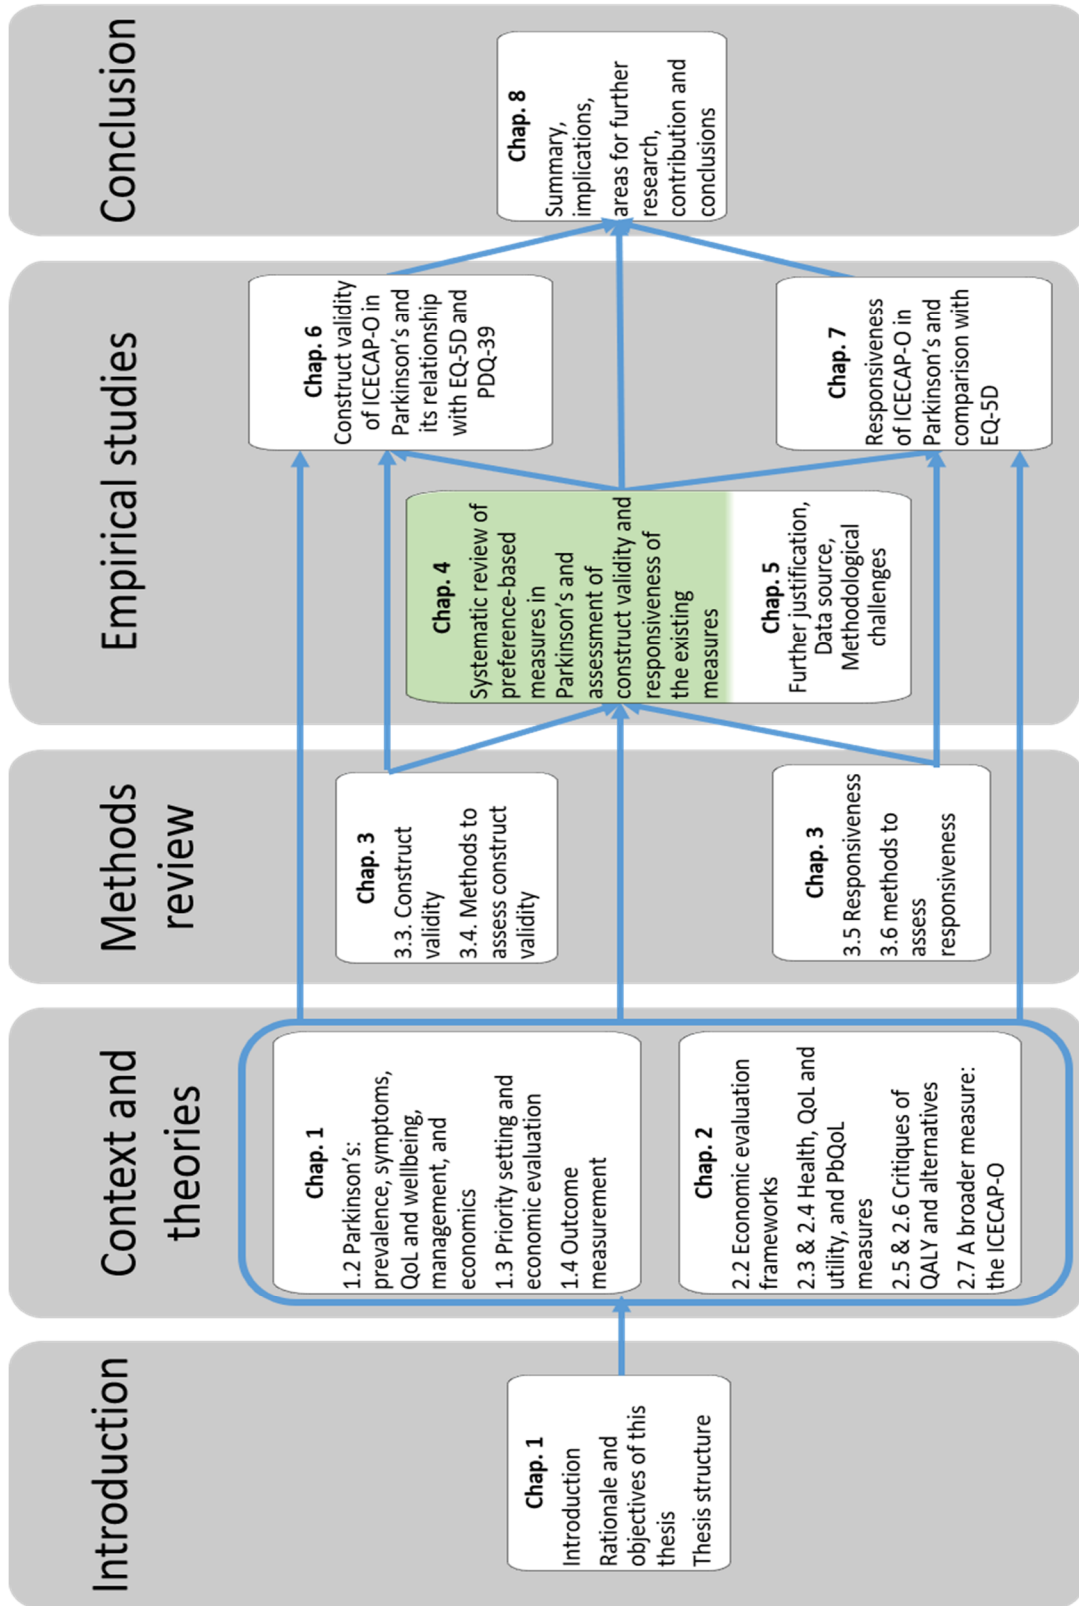 Introduction
Chap. 1
Introduction
Rationale and
objectives of this
thesis
Thesis structure
Context and
theories
Chap. 1
1.2 Parkinson's:
prevalence, symptoms,
QoL and wellbeing,
management, and
economics
1.3 Priority setting and
economic evaluation
1.4 Outcome
measurement
Chap. 2
2.2 Economic evaluation
frameworks
2.3 & 2.4 Health, QoL and
utility, and PbQoL
measures
2.5 & 2.6 Critiques of
QALY and alternatives
2.7 A broader measure:
the ICECAP-O
Methods
review
Chap. 3
3.3. Construct
validity
3.4. Methods to
assess construct
validity
Chap. 3
3.5 Responsiveness
3.6 methods to
assess
responsiveness
Empirical studies
Chap. 4
Systematic review of
preference-based
measures in
Parkinson's and
assessment of
construct validity and
responsiveness of
the existing
measures
Chap. 5
Further justification,
Data source,
Methodological
challenges
Chap. 6
Construct validity
of ICECAP-O in
Parkinson's and
its relationship
with EQ-5D and
PDQ-39
Chap. 7
Responsiveness
of ICECAP-O in
Parkinson's and
comparison with
EQ-5D
Conclusion
Chap. 8
Summary,
implications,
areas for further
research,
contribution and
conclusions